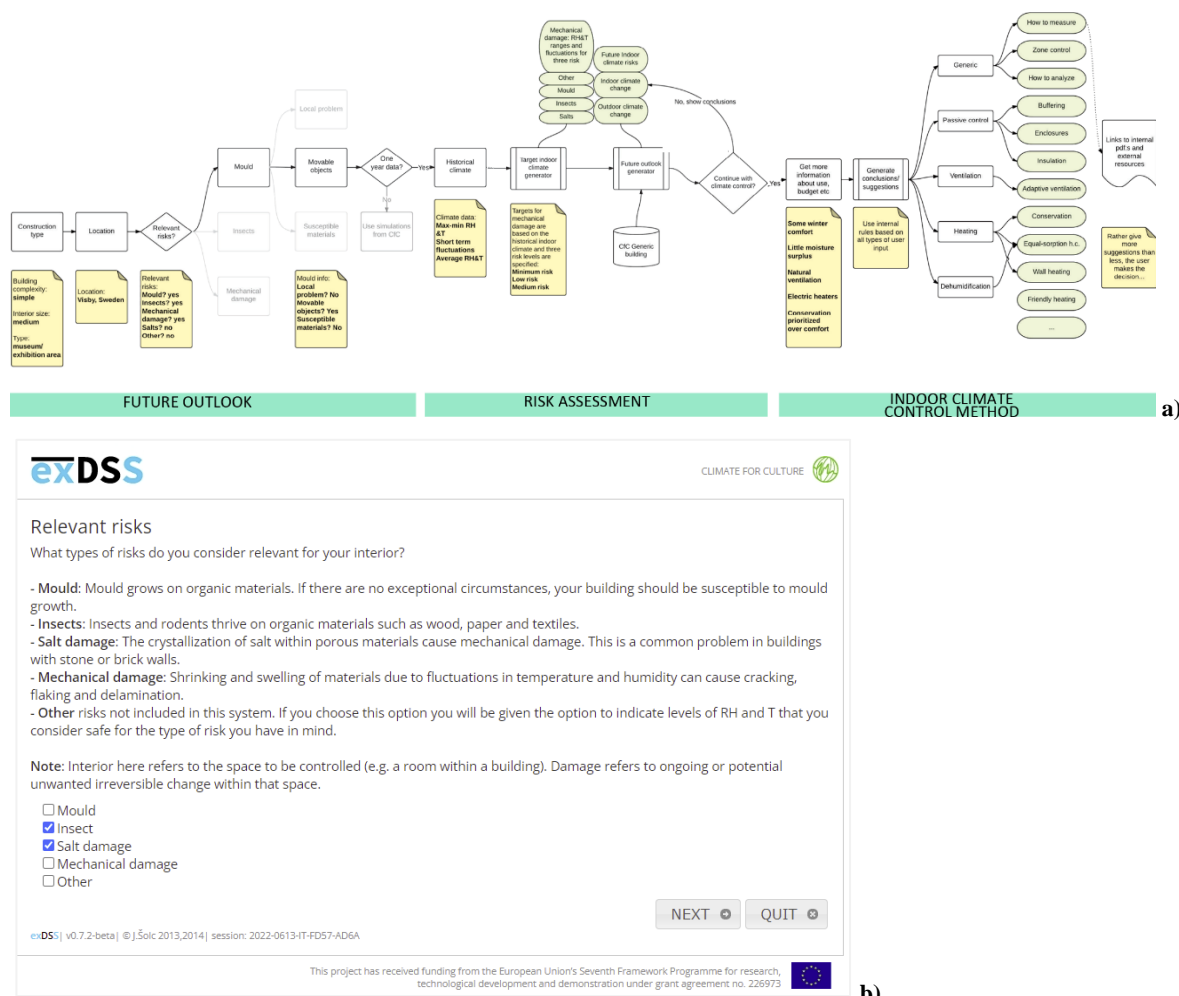 Construction
type
Location
Relevant
risks?
Local problem
Mould
Insects
Mechanical
damage
Movable
objects
Susceptible
materials
One
year data?
Yes
No
Use simulations
from CfC
Historical
climate
Target indoor
climate
generator
Mechanical
damage: RH&T
ranges and
fluctuations for
three risk
Other
Mould
Insects
Salts
Future Indoor
climate risks
Indoor climate
change
Outdoor climate
change
Future outlook
generator
CfC Generic
building
No, show conclusions
Continue with
climate control?
Yes
Get more
information
about use,
budget etc
Generate
conclusions/
suggestions
Generic
Passive control
Ventilation
Heating
Dehumidification
How to measure
Zone control
How to analyze
Buffering
Enclosures
Insulation
Adaptive ventilation
Conservation
Equal-sorption h.c.
Wall heating
Friendly heating
...
Links to internal
pdf:s and
external
resources
Building
complexity:
simple
Interior size:
medium
Type:
museum/
exhibition area
Location:
Visby, Sweden
Relevant
risks:
Mould? yes
Insects? yes
Mechanical
damage? yes
Salts? no
Other? no
Mould info:
Local
problem? No
Movable
objects? Yes
Susceptible
materials? No
Climate data:
Max-min RH
&T
Short term
fluctuations
Average RH&T
Targets for
mechanical
damage are
based on the
historical indoor
climate and three
risk levels are
specified:
Minimum risk
Low risk
Medium risk
Some winter
comfort
Little moisture
surplus
Natural
ventilation
Electric heaters
Conservation
prioritized
over comfort
Use internal
rules based on
all types of user
input
Rather give
more
suggestions than
less, the user
makes the
decision...
FUTURE OUTLOOK
RISK ASSESSMENT
INDOOR CLIMATE
CONTROL METHOD
a)
exDSS
CLIMATE FOR CULTURE
Relevant risks
What types of risks do you consider relevant for your interior?
- Mould: Mould grows on organic materials. If there are no exceptional circumstances, your building should be susceptible to mould
growth.
- Insects: Insects and rodents thrive on organic materials such as wood, paper and textiles.
- Salt damage: The crystallization of salt within porous materials cause mechanical damage. This is a common problem in buildings
with stone or brick walls.
- Mechanical damage: Shrinking and swelling of materials due to fluctuations in temperature and humidity can cause cracking,
flaking and delamination.
- Other risks not included in this system. If you choose this option you will be given the option to indicate levels of RH and T that you
consider safe for the type of risk you have in mind.
Note: Interior here refers to the space to be controlled (e.g. a room within a building). Damage refers to ongoing or potential
unwanted irreversible change within that space.
Mould
Insect
Salt damage
Mechanical damage
Other
NEXT
QUIT
exDSS| v0.7.2-beta| © J.Šolc 2013,2014| session: 2022-0613-IT-FD57-AD6A
This project has received funding from the European Union's Seventh Framework Programme for research,
technological development and demonstration under grant agreement no. 226973
b)